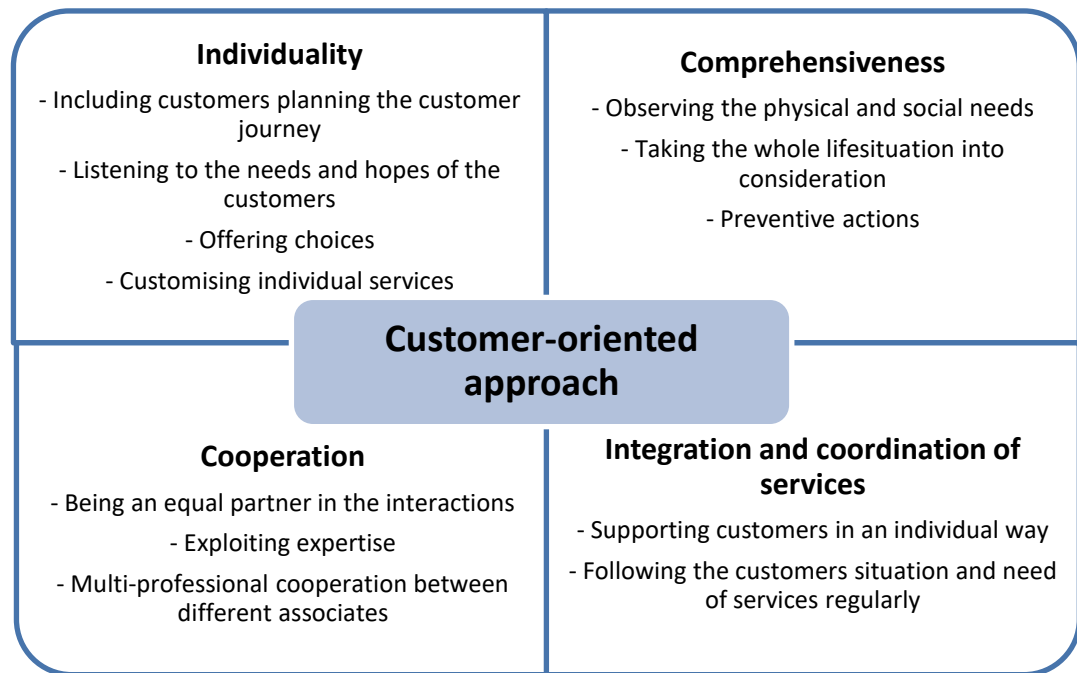 Individuality
- Including customers planning the customer
journey
- Listening to the needs and hopes of the
customers
- Offering choices
- Customising individual services
Comprehensiveness
- Observing the physical and social needs
- Taking the whole lifesituation into
consideration
- Preventive actions
Customer-oriented
approach
Cooperation
- Being an equal partner in the interactions
- Exploiting expertise
- Multi-professional cooperation between
different associates
Integration and coordination of
services
- Supporting customers in an individual way
- Following the customers situation and need
of services regularly